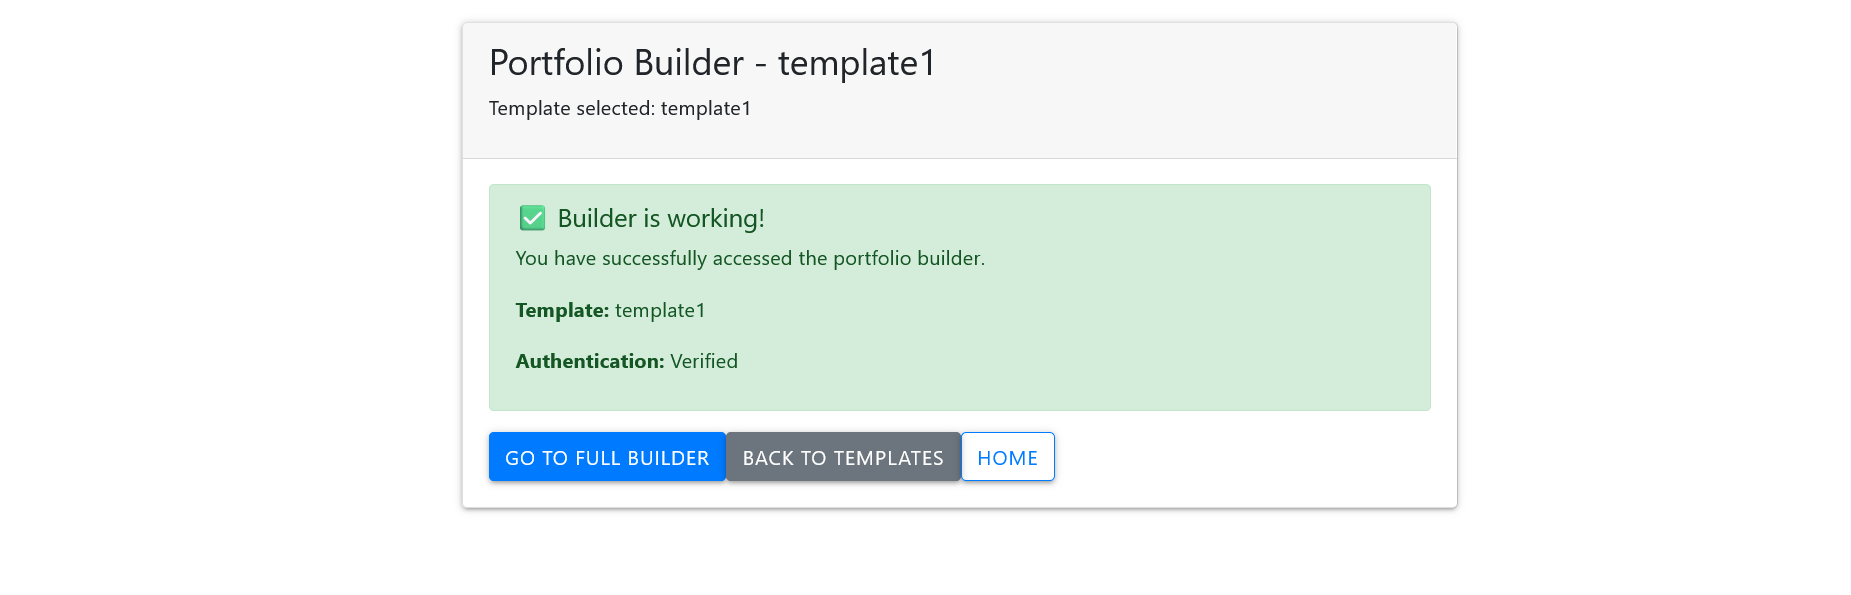 Portfolio Builder - template1
Template selected: template1
✅ Builder is working!
You have successfully accessed the portfolio builder.
Template: template1
Authentication: Verified
GO TO FULL BUILDER BACK TO TEMPLATES HOME